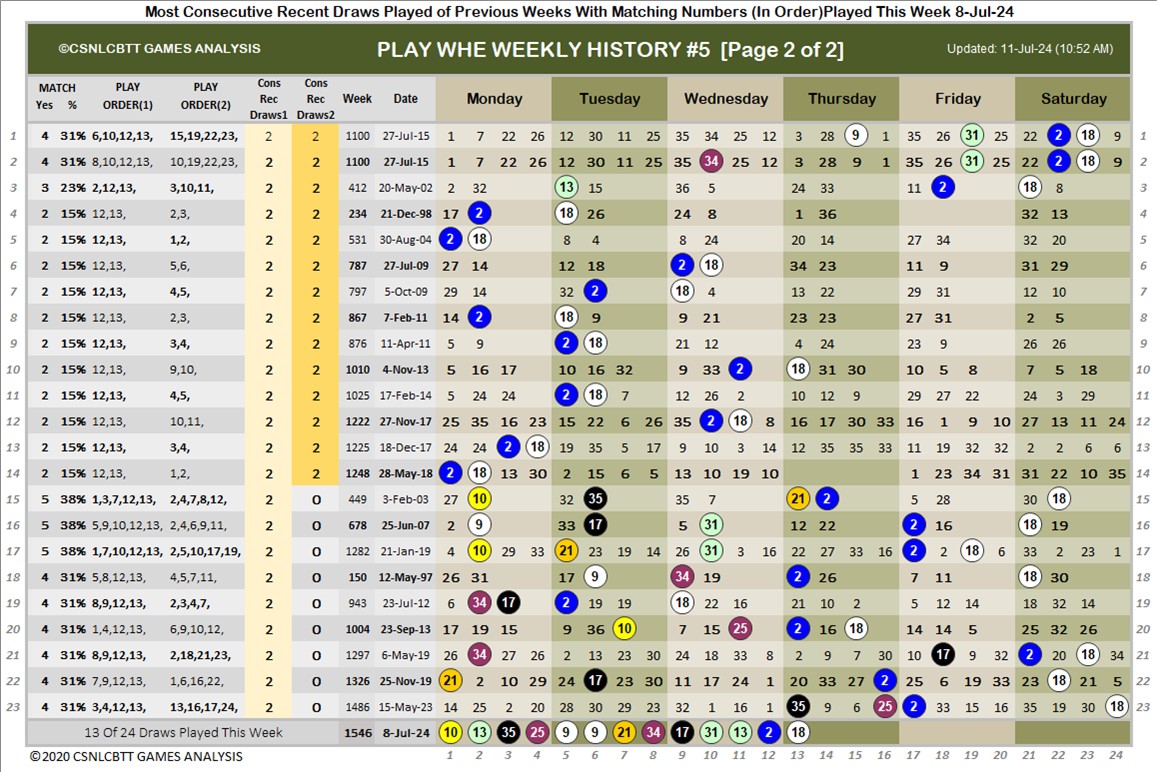 Most Consecutive Recent Draws Played of Previous Weeks With Matching Numbers (In Order)Played This Week 8-Jul-24
©CSNLCBTT GAMES ANALYSIS PLAY WHE WEEKLY HISTORY #5 [Page 2 of 2] Updated: 11-Jul-24 (10:52 AM)
MATCH Yes % PLAY ORDER(1) PLAY ORDER(2) Cons Rec Draws1 Cons Rec Draws2 Week Date Monday Tuesday Wednesday Thursday Friday Saturday
1 4 31% 6,10,12,13, 15,19,22,23, 2 2 1100 27-Jul-15 1 7 22 26 12 30 11 25 35 34 25 12 3 28 9 1 35 26 31 25 22 2 18 9 1
2 4 31% 8,10,12,13, 10,19,22,23, 2 2 1100 27-Jul-15 1 7 22 26 12 30 11 25 35 34 25 12 3 28 9 1 35 26 31 25 22 2 18 9 2
3 3 23% 2,12,13, 3,10,11, 2 2 412 20-May-02 2 32 13 15 36 5 24 33 11 2 18 8 3
4 2 15% 12,13, 2,3, 2 2 234 21-Dec-98 17 2 18 26 24 8 1 36 32 13 4
5 2 15% 12,13, 1,2, 2 2 531 30-Aug-04 2 18 8 4 8 24 20 14 27 34 32 20 5
6 2 15% 12,13, 5,6, 2 2 787 27-Jul-09 27 14 12 18 2 18 34 23 11 9 31 29 6
7 2 15% 12,13, 4,5, 2 2 797 5-Oct-09 29 14 32 2 18 4 13 22 29 31 12 10 7
8 2 15% 12,13, 2,3, 2 2 867 7-Feb-11 14 2 18 9 9 21 23 23 27 31 2 5 8
9 2 15% 12,13, 3,4, 2 2 876 11-Apr-11 5 9 2 18 21 12 4 24 23 9 26 26 9
10 2 15% 12,13, 9,10, 2 2 1010 4-Nov-13 5 16 17 10 16 32 9 33 2 18 31 30 10 5 8 7 5 18 10
11 2 15% 12,13, 4,5, 2 2 1025 17-Feb-14 5 24 24 2 18 7 12 26 2 10 12 9 29 27 22 24 3 29 11
12 2 15% 12,13, 10,11, 2 2 1222 27-Nov-17 25 35 16 23 15 22 6 26 35 2 18 8 16 17 30 33 16 1 9 10 27 13 11 24 12
13 2 15% 12,13, 3,4, 2 2 1225 18-Dec-17 24 24 2 18 19 35 5 17 9 10 3 14 12 35 35 33 11 19 32 32 2 2 6 6 13
14 2 15% 12,13, 1,2, 2 2 1248 28-May-18 2 18 13 30 2 15 6 5 13 10 19 10 1 23 34 31 31 22 10 35 14
15 5 38% 1,3,7,12,13, 2,4,7,8,12, 2 0 449 3-Feb-03 27 10 32 35 35 7 21 2 5 28 30 18 15
16 5 38% 5,9,10,12,13, 2,4,6,9,11, 2 0 678 25-Jun-07 2 9 33 17 5 31 12 22 2 16 18 19 16
17 5 38% 1,7,10,12,13, 2,5,10,17,19, 2 0 1282 21-Jan-19 4 10 29 33 21 23 19 14 26 31 3 16 22 27 33 16 2 2 18 6 33 2 23 1 17
18 4 31% 5,8,12,13, 4,5,7,11, 2 0 150 12-May-97 26 31 17 9 34 19 2 26 7 11 18 30 18
19 4 31% 8,9,12,13, 2,3,4,7, 2 0 943 23-Jul-12 6 34 17 2 19 19 18 22 16 21 10 2 5 12 14 18 32 14 19
20 4 31% 1,4,12,13, 6,9,10,12, 2 0 1004 23-Sep-13 17 19 15 9 36 10 7 15 25 2 16 18 14 14 5 25 32 26 20
21 4 31% 8,9,12,13, 2,18,21,23, 2 0 1297 6-May-19 26 34 27 26 2 13 23 30 24 18 33 8 2 9 7 30 10 17 9 32 2 20 18 34 21
22 4 31% 7,9,12,13, 1,6,16,22, 2 0 1326 25-Nov-19 21 2 10 29 24 17 23 30 11 17 24 1 20 33 27 2 25 6 19 33 23 18 21 5 22
23 4 31% 3,4,12,13, 13,16,17,24, 2 0 1486 15-May-23 14 25 2 20 28 30 29 23 32 1 16 1 35 9 6 25 2 33 15 16 35 19 30 18 23
13 Of 24 Draws Played This Week 1546 8-Jul-24 10 13 35 25 9 9 21 34 17 31 13 2 18
©2020 CSNLCBTT GAMES ANALYSIS 1 2 3 4 5 6 7 8 9 10 11 12 13 14 15 16 17 18 19 20 21 22 23 24